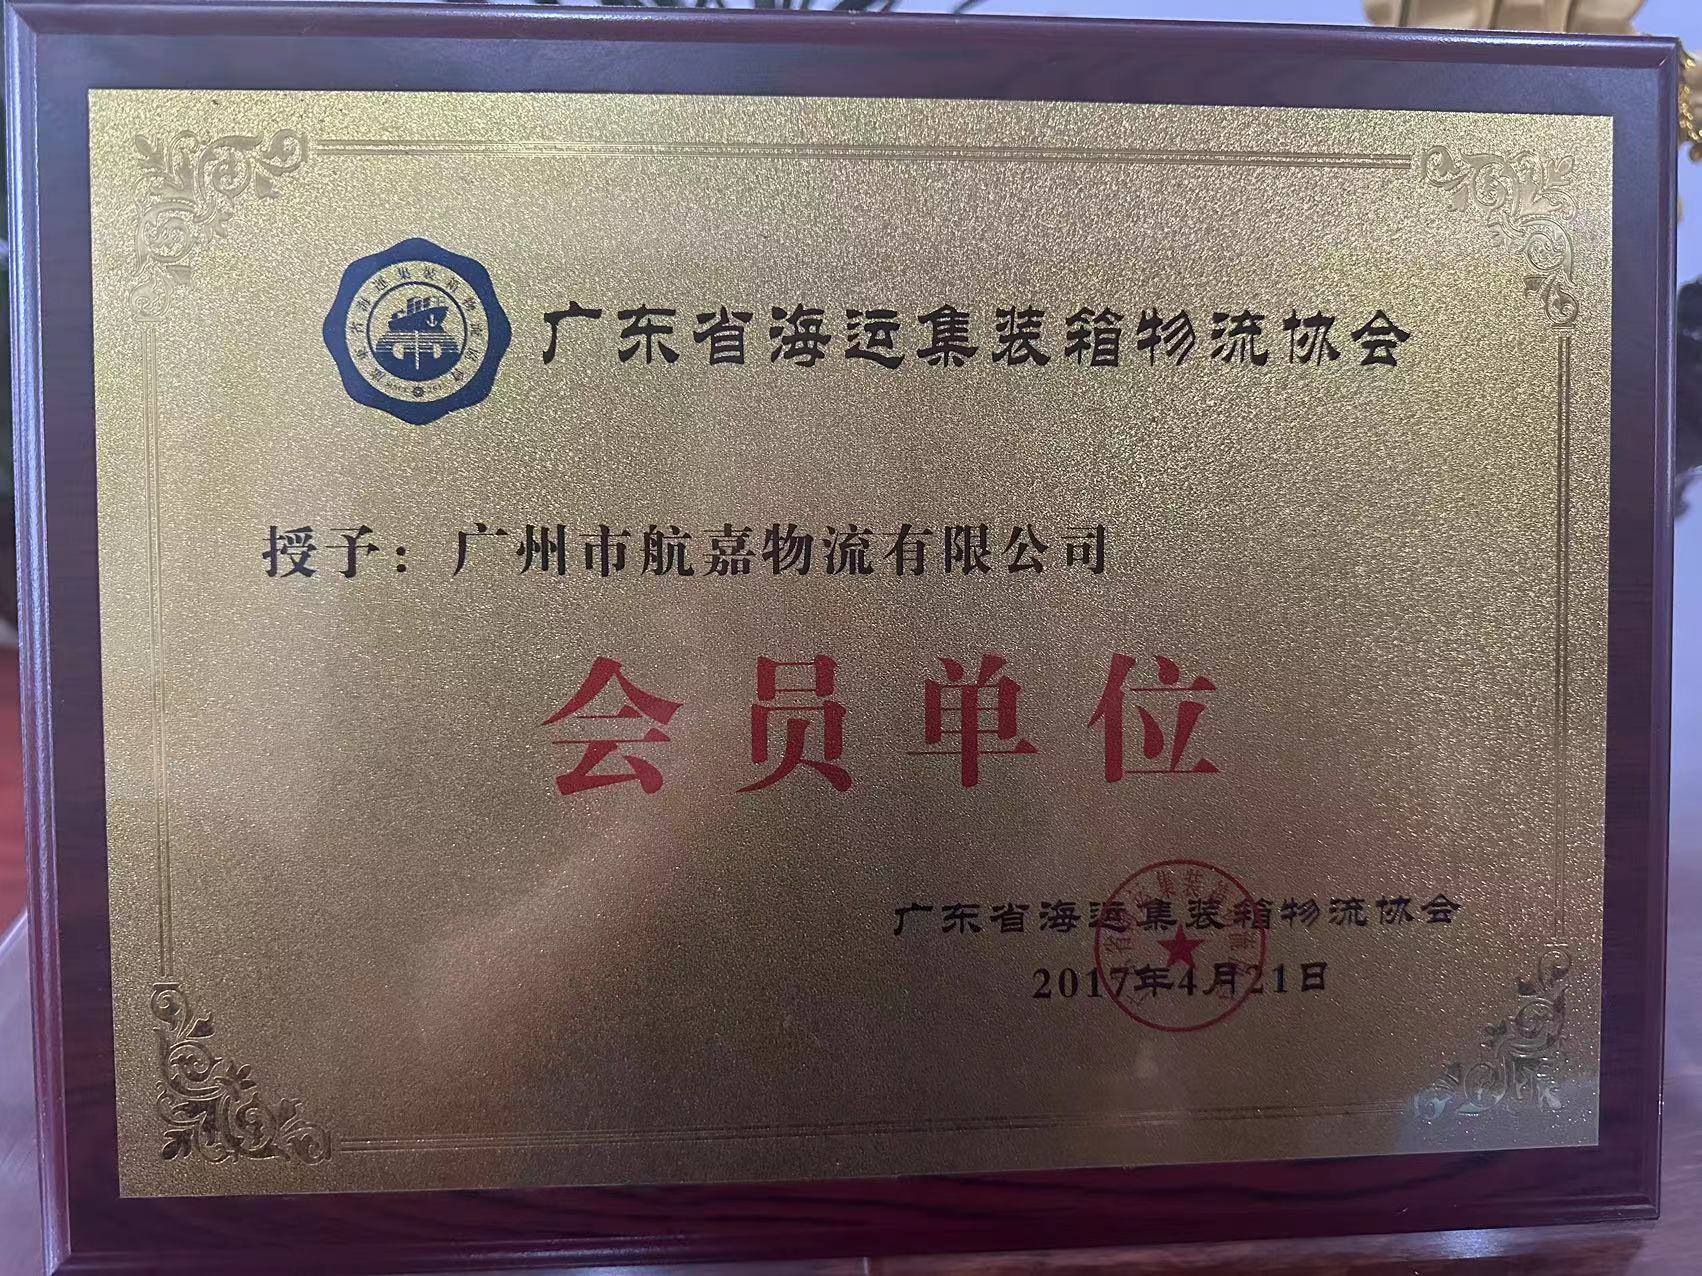 广东省海运集装箱物流协会
授予：广州市航嘉物流有限公司
会员单位
广东省海运集装箱物流协会
2017年4月21日